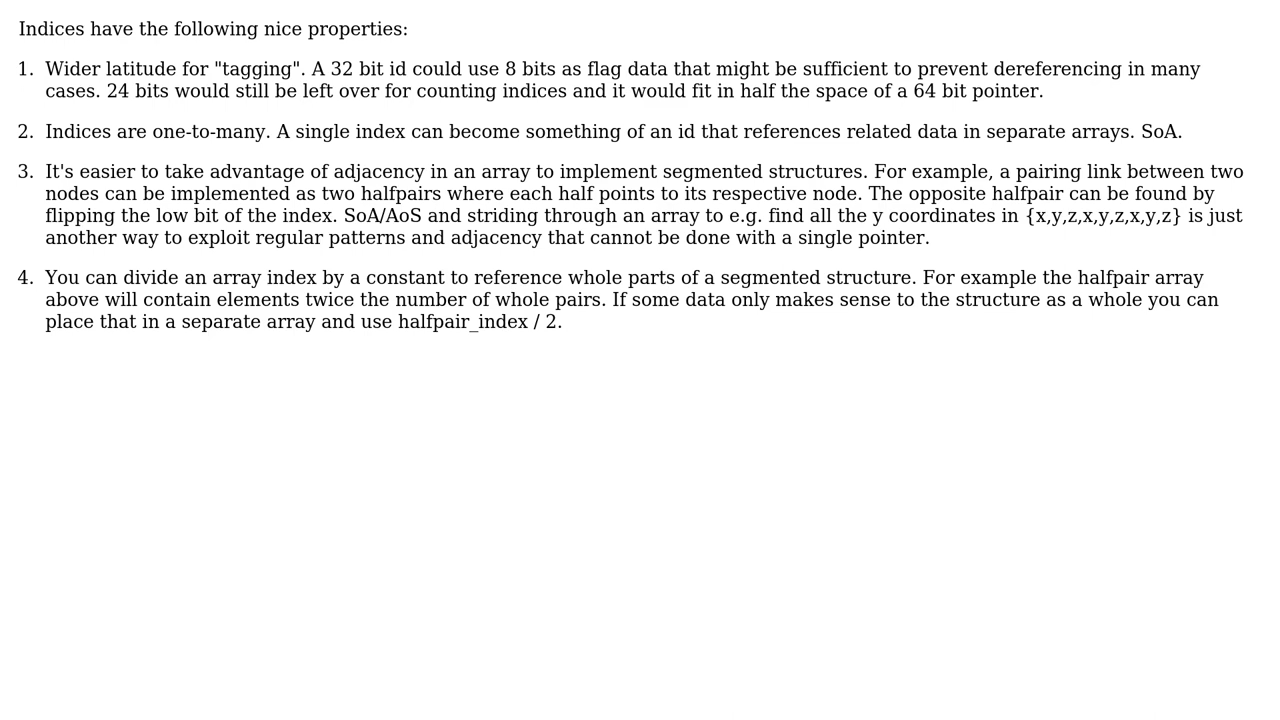 Indices have the following nice properties:
1. Wider latitude for "tagging". A 32 bit id could use 8 bits as flag data that might be sufficient to prevent dereferencing in many
cases. 24 bits would still be left over for counting indices and it would fit in half the space of a 64 bit pointer.
2. Indices are one-to-many. A single index can become something of an id that references related data in separate arrays. SoA.
3. It's easier to take advantage of adjacency in an array to implement segmented structures. For example, a pairing link between two
nodes can be implemented as two halfpairs where each half points to its respective node. The opposite halfpair can be found by
flipping the low bit of the index. SoA/AoS and striding through an array to e.g. find all the y coordinates in {x,y,z,x,y,z,x,y,z} is just
another way to exploit regular patterns and adjacency that cannot be done with a single pointer.
4. You can divide an array index by a constant to reference whole parts of a segmented structure. For example the halfpair array
above will contain elements twice the number of whole pairs. If some data only makes sense to the structure as a whole you can
place that in a separate array and use halfpair_index / 2.